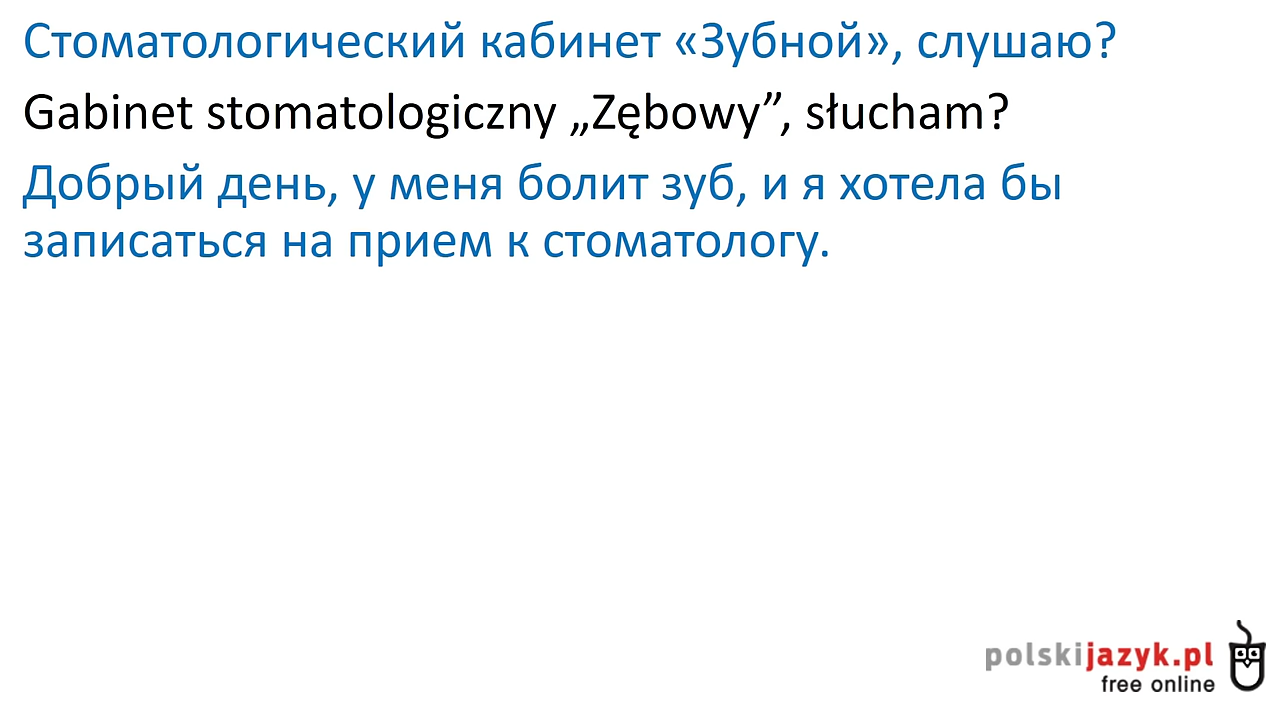 Стоматологический кабинет «Зубной», слушаю?
Gabinet stomatologiczny „Zębowy”, słucham?
Добрый день, у меня болит зуб, и я хотела бы
записаться на прием к стоматологу.
polskijazyk.pl
free online